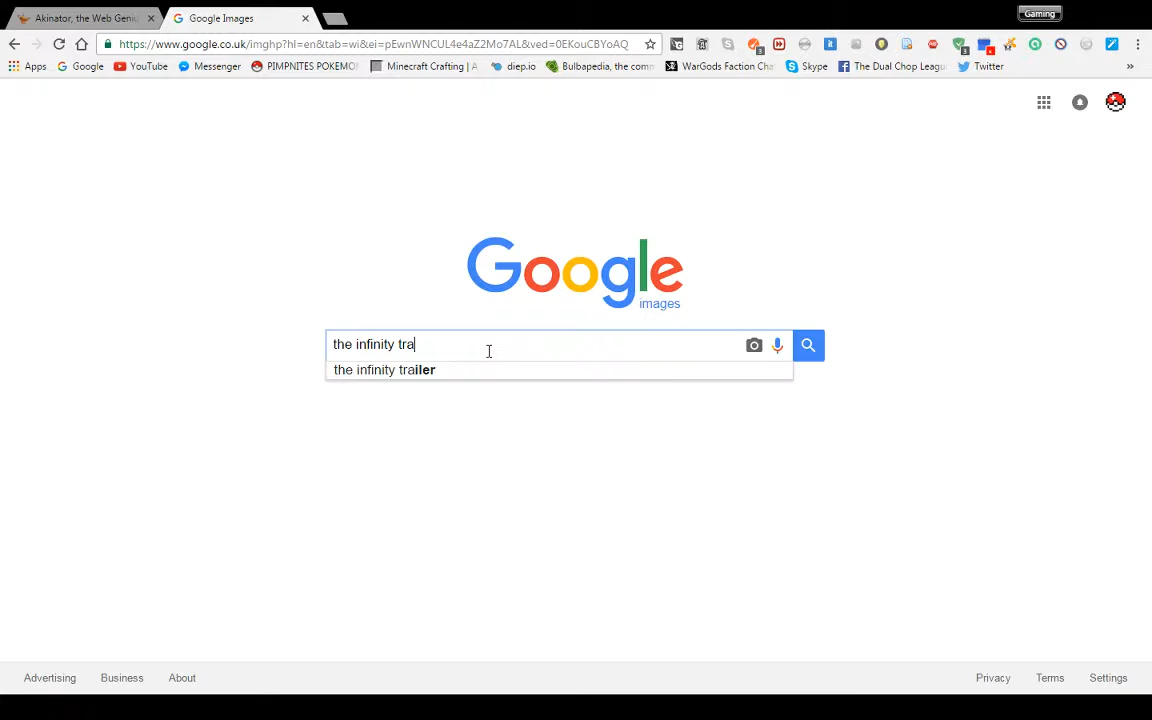 Akinator, the Web Geniu
Google Images
Gaming
https://www.google.co.uk/imghp?hl=en&tab=wi&ei=pEwnWNCUL4e4aZ2Mo7AL&ved=0EKouCBYoAQ
Apps
Google
YouTube
Messenger
PIMPNITES POKEMO
Minecraft Crafting | A
diep.io
Bulbapedia, the com
WarGods Faction Cha
Skype
The Dual Chop Leagu
Twitter
»
Google
images
the infinity tra
the infinity trailer
Advertising
Business
About
Privacy
Terms
Settings